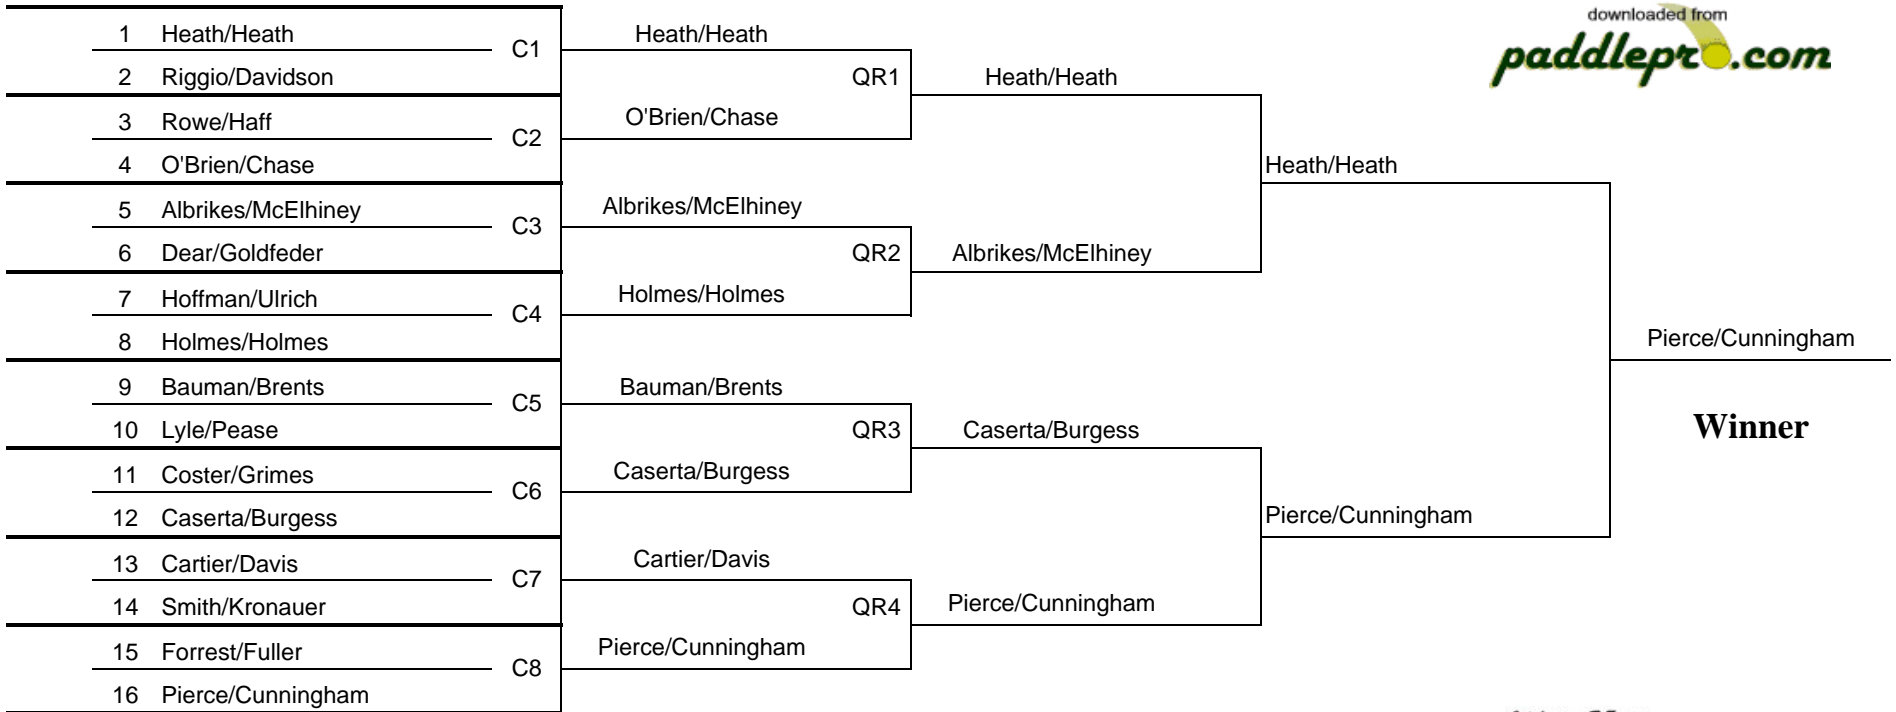 downloaded from
paddlepro.com
1 Heath/Heath
2 Riggio/Davidson
C1
3 Rowe/Haff
4 O'Brien/Chase
C2
5 Albrikes/McElhiney
6 Dear/Goldfeder
C3
7 Hoffman/Ulrich
8 Holmes/Holmes
C4
9 Bauman/Brents
10 Lyle/Pease
C5
11 Coster/Grimes
12 Caserta/Burgess
C6
13 Cartier/Davis
14 Smith/Kronauer
C7
15 Forrest/Fuller
16 Pierce/Cunningham
C8
Heath/Heath
QR1
O'Brien/Chase
Albrikes/McElhiney
QR2
Holmes/Holmes
Bauman/Brents
QR3
Caserta/Burgess
Cartier/Davis
QR4
Pierce/Cunningham
Heath/Heath
Albrikes/McElhiney
Caserta/Burgess
Pierce/Cunningham
Heath/Heath
Pierce/Cunningham
Pierce/Cunningham
Winner